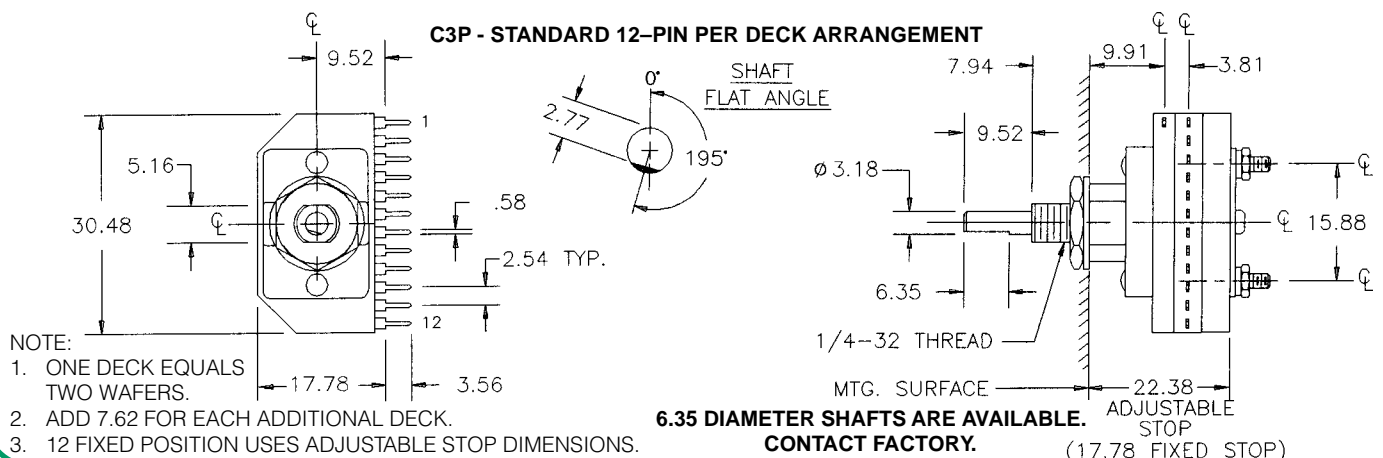 C3P - STANDARD 12–PIN PER DECK ARRANGEMENT
℄
9.52
1
5.16
30.48
℄
.58
2.54 TYP.
12
17.78
3.56
SHAFT
FLAT ANGLE
0°
2.77
195°
7.94
9.91
℄ ℄
3.81
9.52
Ø3.18
℄
℄
15.88
℄
6.35
1/4–32 THREAD
MTG. SURFACE
22.38
ADJUSTABLE
STOP
(17.78 FIXED STOP)
NOTE:
1. ONE DECK EQUALS
TWO WAFERS.
2. ADD 7.62 FOR EACH ADDITIONAL DECK.
3. 12 FIXED POSITION USES ADJUSTABLE STOP DIMENSIONS.
6.35 DIAMETER SHAFTS ARE AVAILABLE.
CONTACT FACTORY.